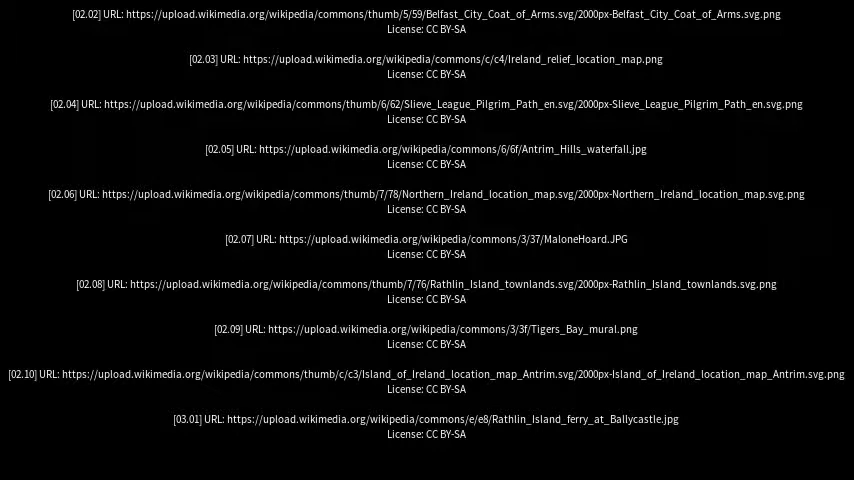 [02.02] URL: https://upload.wikimedia.org/wikipedia/commons/thumb/5/59/Belfast_City_Coat_of_Arms.svg/2000px-Belfast_City_Coat_of_Arms.svg.png
License: CC BY-SA
[02.03] URL: https://upload.wikimedia.org/wikipedia/commons/c/c4/Ireland_relief_location_map.png
License: CC BY-SA
[02.04] URL: https://upload.wikimedia.org/wikipedia/commons/thumb/6/62/Slieve_League_Pilgrim_Path_en.svg/2000px-Slieve_League_Pilgrim_Path_en.svg.png
License: CC BY-SA
[02.05] URL: https://upload.wikimedia.org/wikipedia/commons/6/6f/Antrim_Hills_waterfall.jpg
License: CC BY-SA
[02.06] URL: https://upload.wikimedia.org/wikipedia/commons/thumb/7/78/Northern_Ireland_location_map.svg/2000px-Northern_Ireland_location_map.svg.png
License: CC BY-SA
[02.07] URL: https://upload.wikimedia.org/wikipedia/commons/3/37/MaloneHoard.JPG
License: CC BY-SA
[02.08] URL: https://upload.wikimedia.org/wikipedia/commons/thumb/7/76/Rathlin_Island_townlands.svg/2000px-Rathlin_Island_townlands.svg.png
License: CC BY-SA
[02.09] URL: https://upload.wikimedia.org/wikipedia/commons/3/3f/Tigers_Bay_mural.png
License: CC BY-SA
[02.10] URL: https://upload.wikimedia.org/wikipedia/commons/thumb/c/c3/Island_of_Ireland_location_map_Antrim.svg/2000px-Island_of_Ireland_location_map_Antrim.svg.png
License: CC BY-SA
[03.01] URL: https://upload.wikimedia.org/wikipedia/commons/e/e8/Rathlin_Island_ferry_at_Ballycastle.jpg
License: CC BY-SA